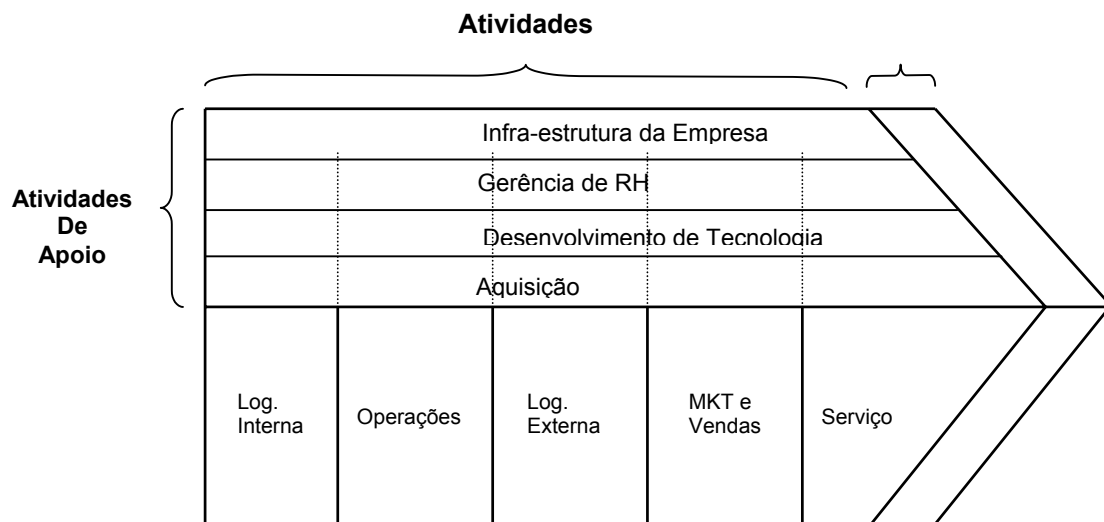 Atividades
Infra-estrutura da Empresa
Gerência de RH
Desenvolvimento de Tecnologia
Aquisição
Atividades
De
Apoio
Log.
Interna
Operações
Log.
Externa
MKT e
Vendas
Serviço